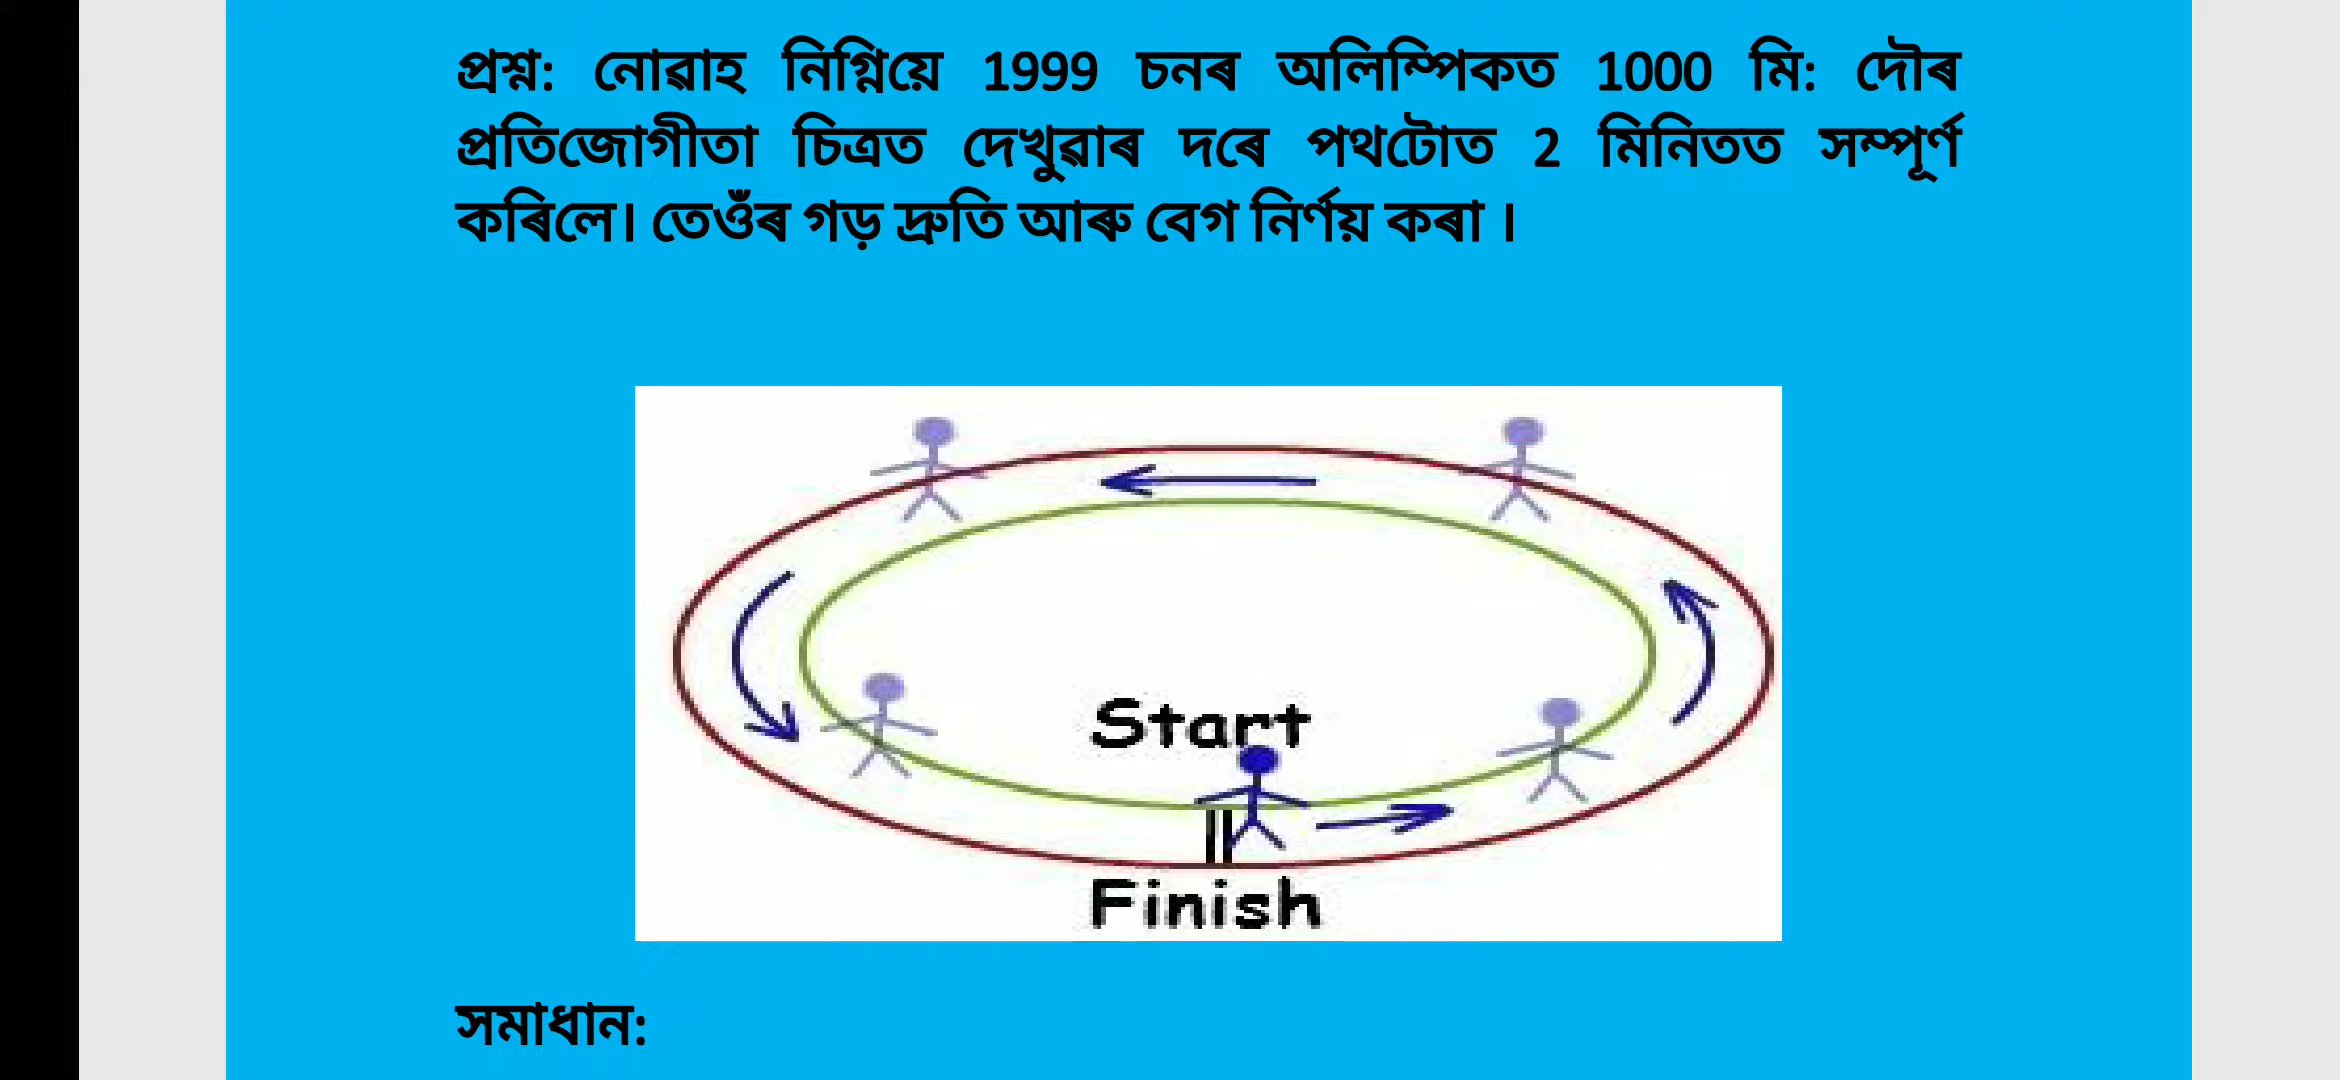 প্ৰশ্ন: নোৱাহ নিগ্নিয়ে 1999 চনৰ অলিম্পিকত 1000 মি: দৌৰ
প্ৰতিজোগীতা চিত্ৰত দেখুৱাৰ দৰে পথটোত 2 মিনিতত সম্পূৰ্ণ
কৰিলে। তেওঁৰ গড় দ্ৰুতি আৰু বেগ নিৰ্ণয় কৰা ।
Start
Finish
সমাধান: